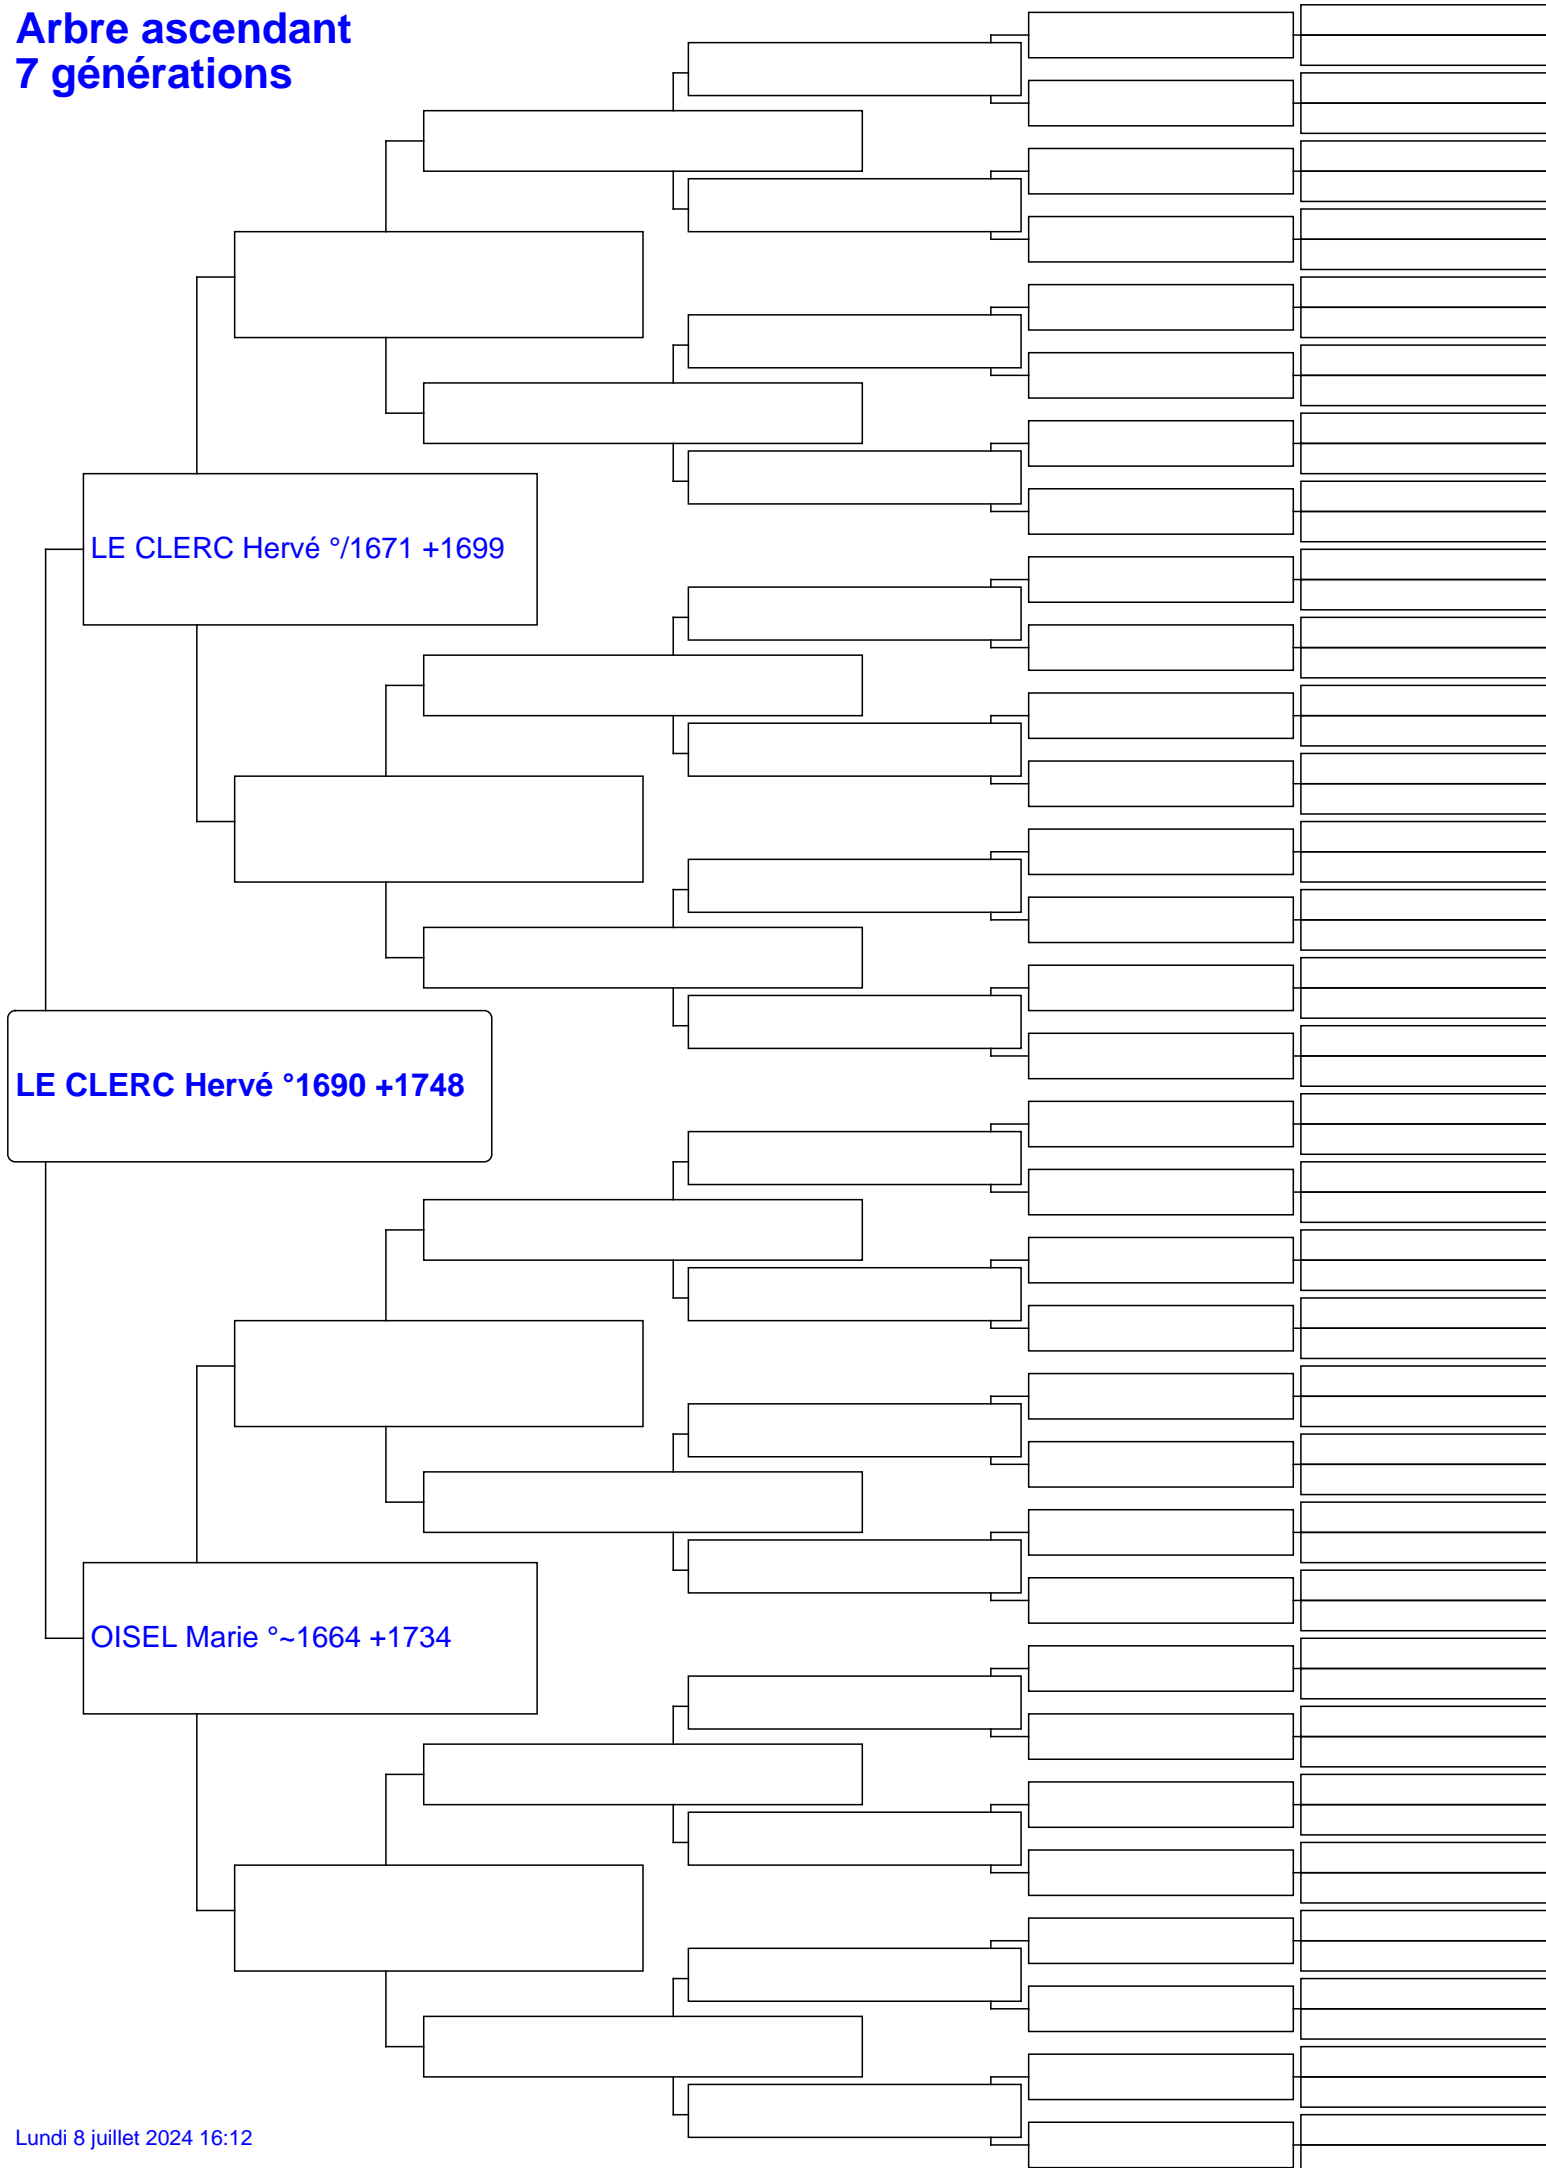 Arbre ascendant
7 générations
LE CLERC Hervé °/1671 +1699
LE CLERC Hervé °1690 +1748
OISEL Marie °~1664 +1734
Lundi 8 juillet 2024 16:12